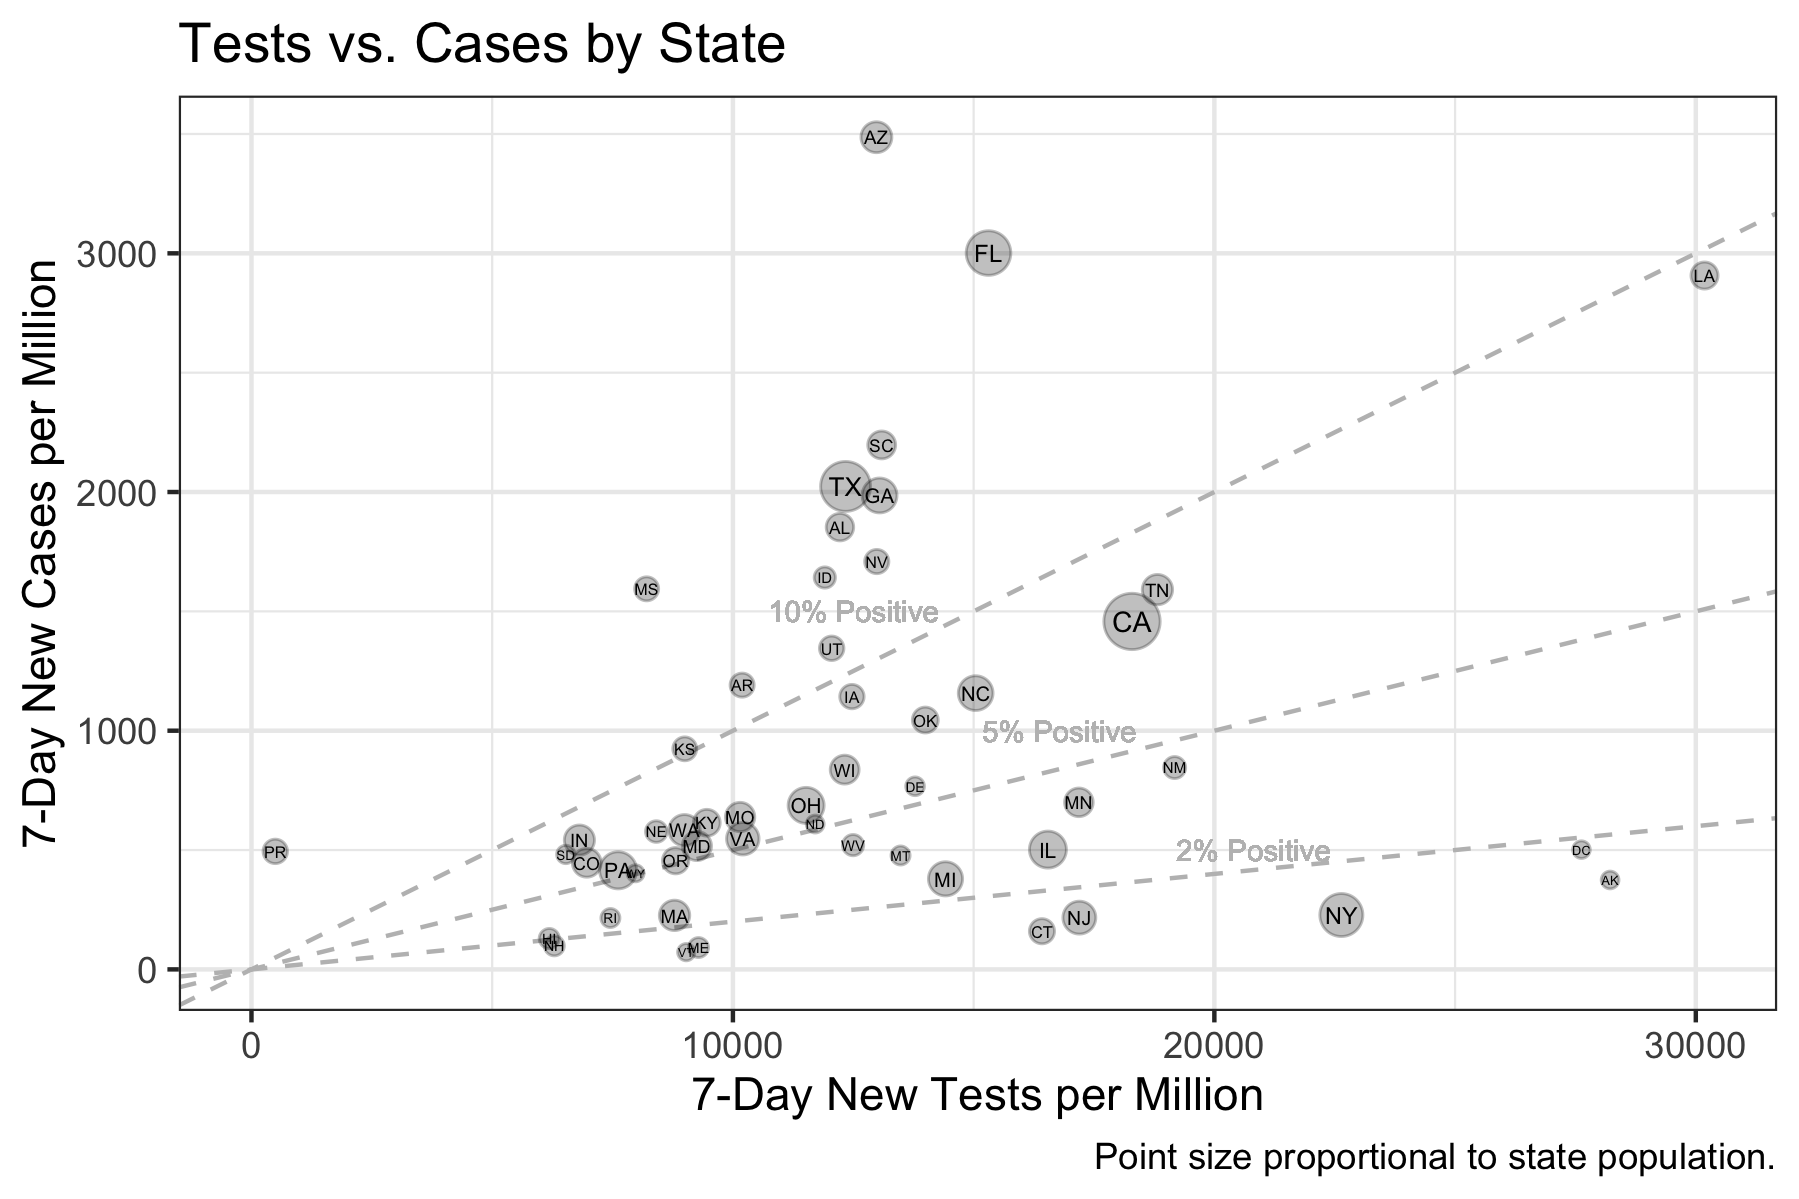 Tests vs. Cases by State
7-Day New Cases per Million
3000
2000
1000
0
AZ
FL
LA
SC
TX
GA
AL
NV
ID
MS
TN
10% Positive
CA
UT
AR
IA
NC
OK
5% Positive
KS
WI
NM
DE
MN
OH
MO
ND
KY
WA
NE
VA
IN
MD
WV
PR
SD
CO
OR
MT
IL
2% Positive
DC
PA
WY
MI
AK
RI
MA
NJ
NY
CT
HI
NH
VT
ME
0 10000 20000 30000
7-Day New Tests per Million
Point size proportional to state population.